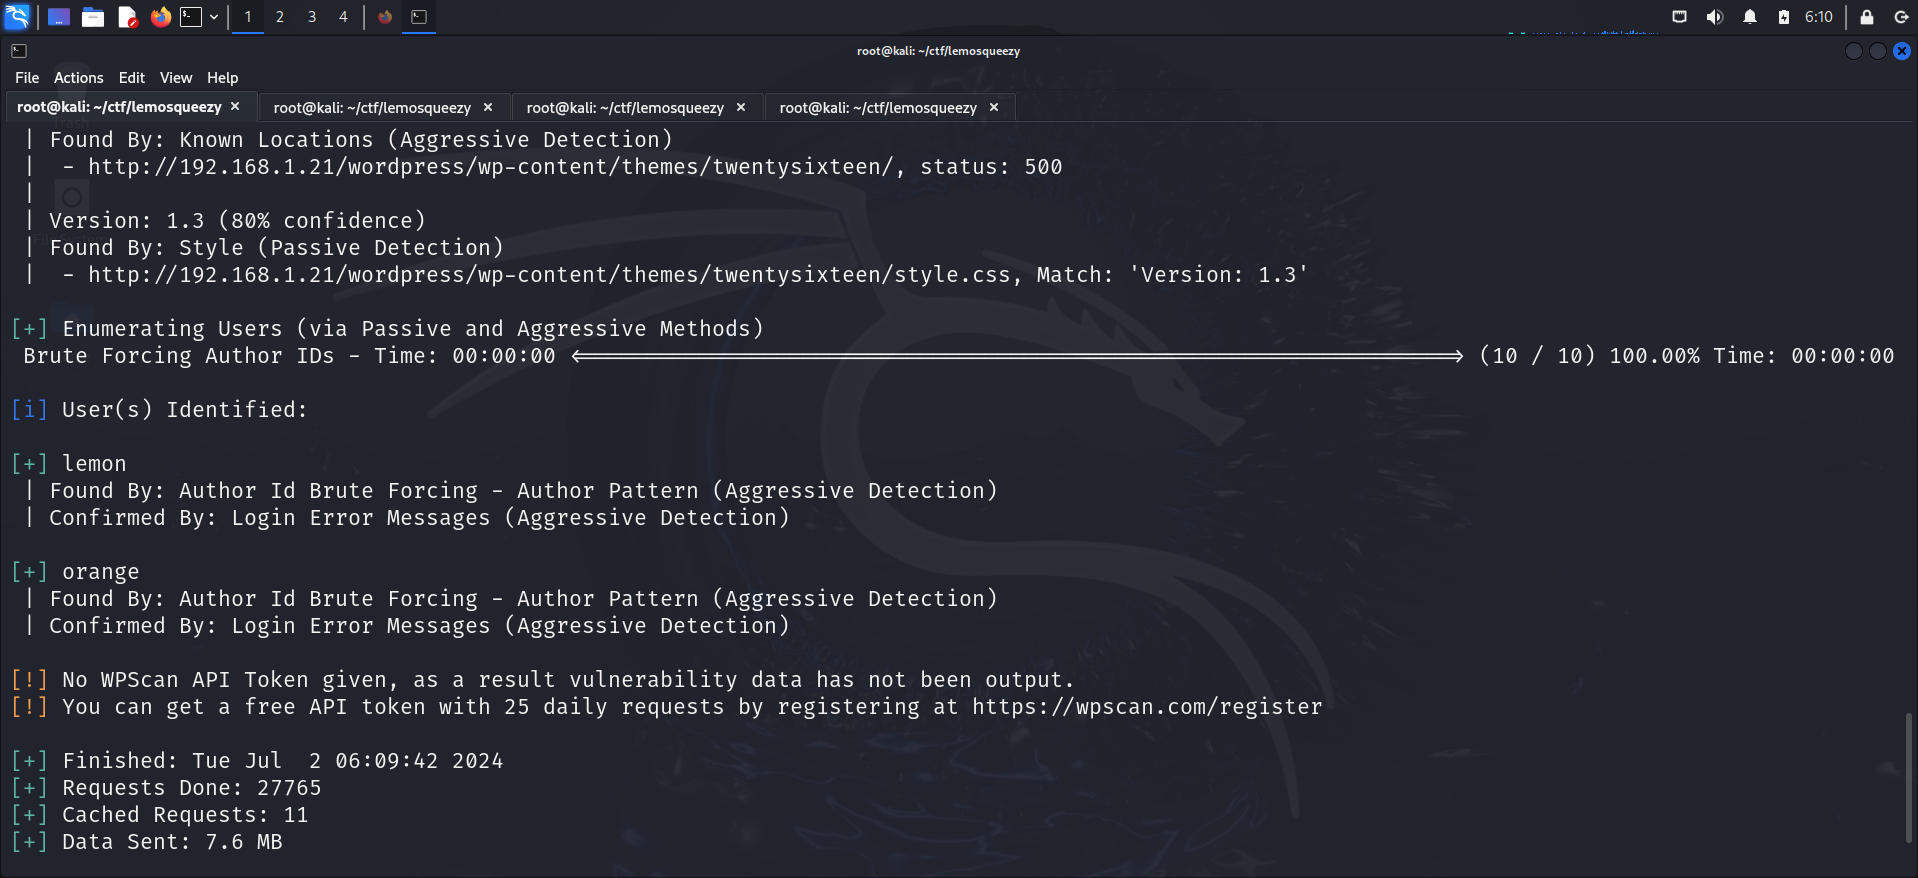 1 2 3 4 6:10
root@kali: ~/ctf/lemosqueezy
File Actions Edit View Help
root@kali: ~/ctf/lemosqueezy × root@kali: ~/ctf/lemosqueezy × root@kali: ~/ctf/lemosqueezy × root@kali: ~/ctf/lemosqueezy ×
| Found By: Known Locations (Aggressive Detection)
|  - http://192.168.1.21/wordpress/wp-content/themes/twentysixteen/, status: 500
|
| Version: 1.3 (80% confidence)
| Found By: Style (Passive Detection)
|  - http://192.168.1.21/wordpress/wp-content/themes/twentysixteen/style.css, Match: 'Version: 1.3'
[+] Enumerating Users (via Passive and Aggressive Methods)
Brute Forcing Author IDs - Time: 00:00:00 <==================================================================> (10 / 10) 100.00% Time: 00:00:00
[i] User(s) Identified:
[+] lemon
| Found By: Author Id Brute Forcing - Author Pattern (Aggressive Detection)
| Confirmed By: Login Error Messages (Aggressive Detection)
[+] orange
| Found By: Author Id Brute Forcing - Author Pattern (Aggressive Detection)
| Confirmed By: Login Error Messages (Aggressive Detection)
[!] No WPScan API Token given, as a result vulnerability data has not been output.
[!] You can get a free API token with 25 daily requests by registering at https://wpscan.com/register
[+] Finished: Tue Jul  2 06:09:42 2024
[+] Requests Done: 27765
[+] Cached Requests: 11
[+] Data Sent: 7.6 MB